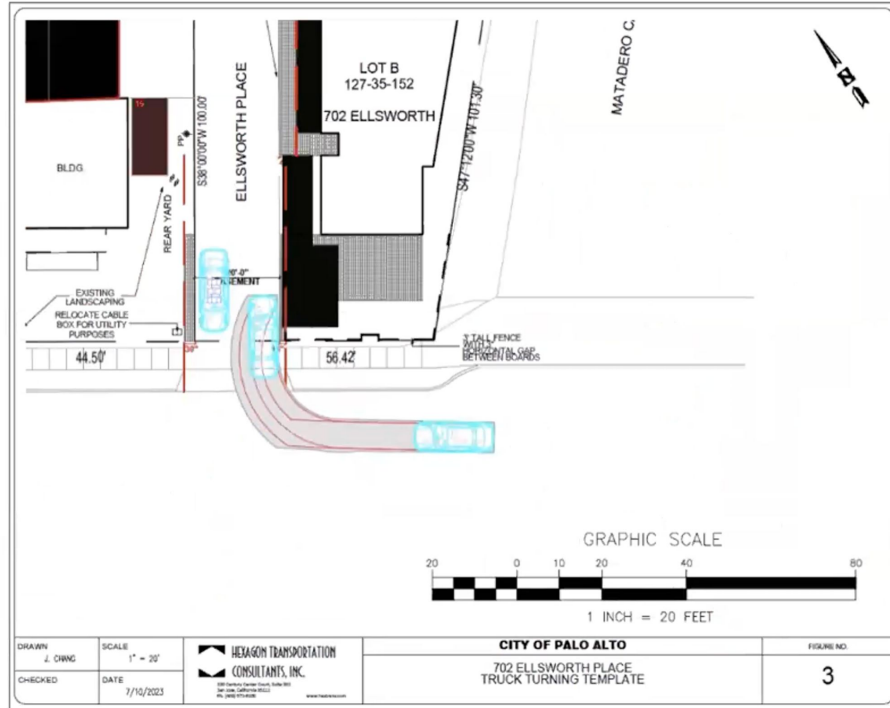 LOT B
127-35-152
702 ELLSWORTH
ELLSWORTH PLACE
S38°00'00"W 100.00'
S47°12'00"W 101.30'
MATADERO C.
N
PP
BLDG.
REAR YARD
EXISTING
LANDSCAPING
RELOCATE CABLE
BOX FOR UTILITY
PURPOSES
44.50'
56.42'
3' TALL FENCE
HORIZONTAL GAP
BETWEEN BOARDS
GRAPHIC SCALE
20 0 10 20 40 80
1 INCH = 20 FEET
DRAWN
J. CHANG
SCALE
1" = 20'
CHECKED
DATE
7/10/2023
HEXAGON TRANSPORTATION
CONSULTANTS, INC.
CITY OF PALO ALTO
702 ELLSWORTH PLACE
TRUCK TURNING TEMPLATE
FIGURE NO.
3